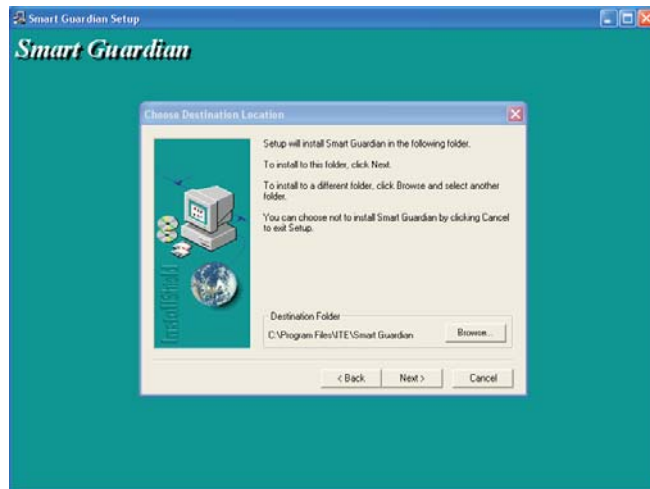 Smart Guardian Setup
Smart Guardian
Choose Destination Location
Setup will install Smart Guardian in the following folder.
To install to this folder, click Next.
To install to a different folder, click Browse and select another
folder.
You can choose not to install Smart Guardian by clicking Cancel
to exit Setup.
InstallShield
Destination Folder
C:\Program Files\ITE\Smart Guardian
Browse...
< Back
Next >
Cancel